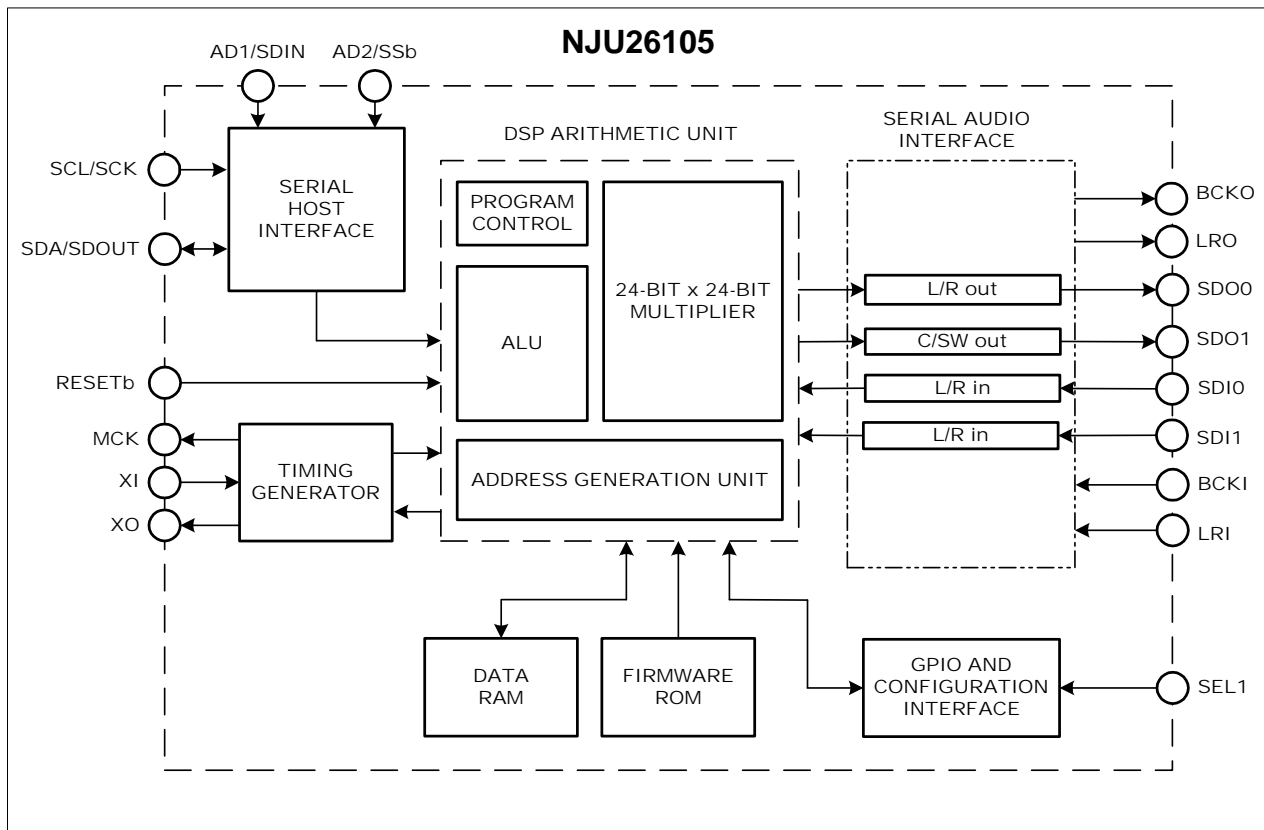 NJU26105
AD1/SDIN
AD2/SSb
SCL/SCK
SDA/SDOUT
SERIAL
HOST
INTERFACE
RESETb
MCK
XI
XO
TIMING
GENERATOR
DSP ARITHMETIC UNIT
PROGRAM
CONTROL
ALU
24-BIT x 24-BIT
MULTIPLIER
ADDRESS GENERATION UNIT
SERIAL AUDIO
INTERFACE
L/R out
C/SW out
L/R in
L/R in
BCKO
LRO
SDO0
SDO1
SDI0
SDI1
BCKI
LRI
DATA
RAM
FIRMWARE
ROM
GPIO AND
CONFIGURATION
INTERFACE
SEL1